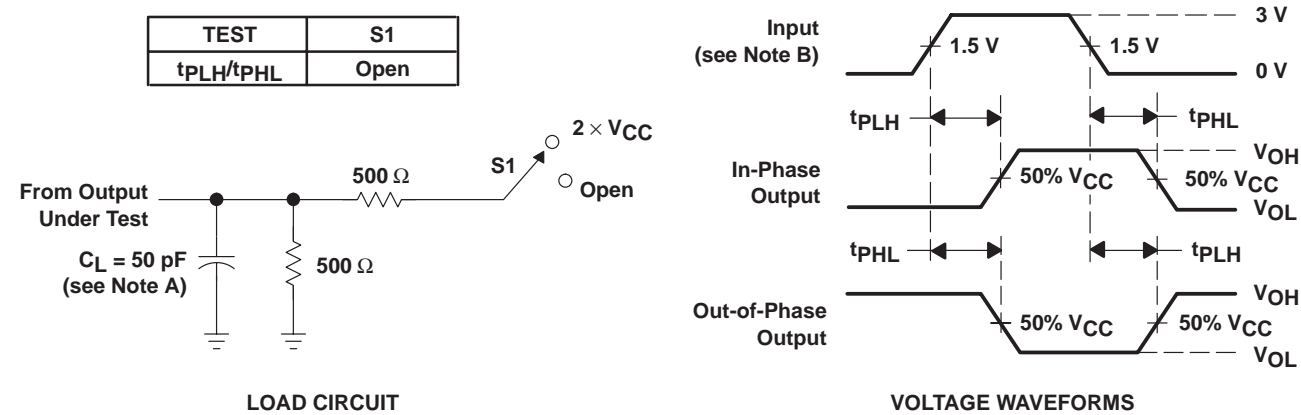 TEST S1
tPLH/tPHL Open
2 × VCC
S1
Open
500 Ω
From Output
Under Test
CL = 50 pF
(see Note A)
500 Ω
LOAD CIRCUIT
Input
(see Note B)
1.5 V 1.5 V
3 V
0 V
tPLH tPHL
In-Phase
Output
50% VCC 50% VCC
VOH
VOL
tPHL tPLH
Out-of-Phase
Output
50% VCC 50% VCC
VOH
VOL
VOLTAGE WAVEFORMS